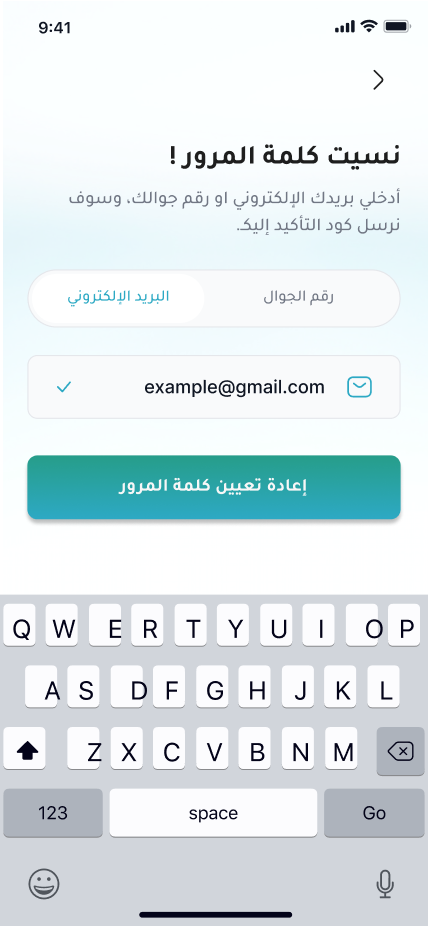 9:41
نسيت كلمة المرور !
أدخلي بريدك الإلكتروني او رقم جوالك، وسوف
نرسل كود التأكيد إليكـ.
رقم الجوال
البريد الإلكتروني
example@gmail.com
إعادة تعيين كلمة المرور
Q W E R T Y U I O P
A S D F G H J K L
Z X C V B N M
123 space Go